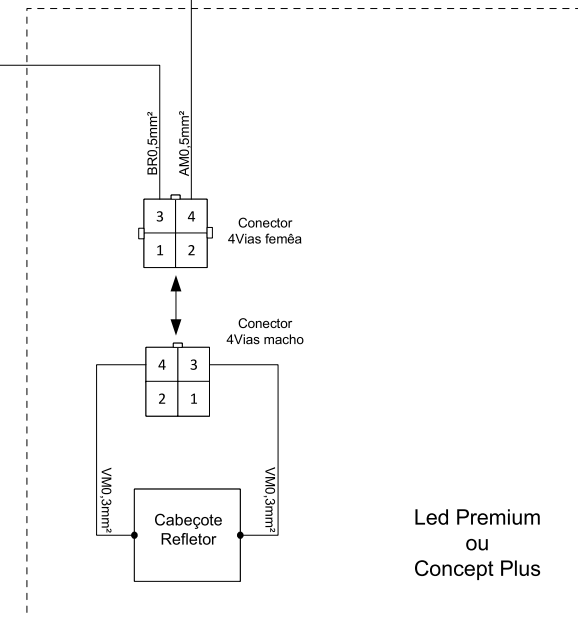 BR0,5mm²
AM0,5mm²
3 4
1 2
Conector
4Vias femêa
Conector
4Vias macho
4 3
2 1
VM0,3mm²
VM0,3mm²
Cabeçote
Refletor
Led Premium
ou
Concept Plus